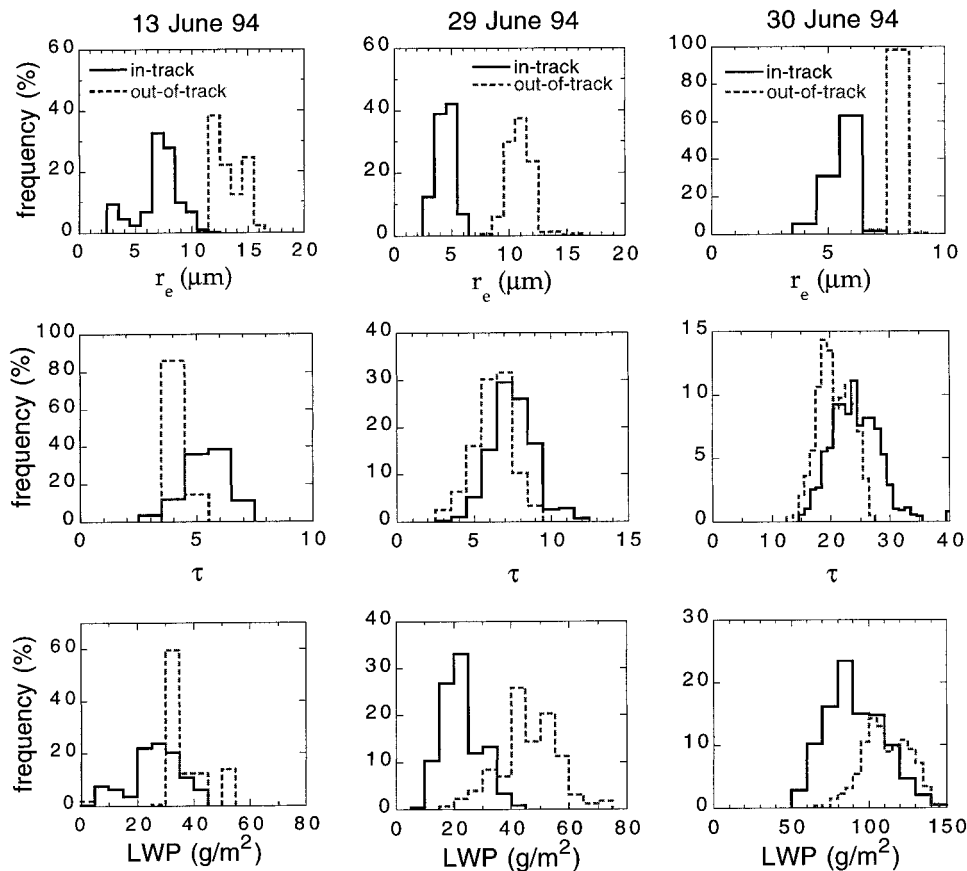 13 June 94
29 June 94
30 June 94
frequency (%)
60
40
20
0
in-track
out-of-track
0 5 10 15 20
r_e (μm)
60
40
20
0
in-track
out-of-track
0 5 10 15 20
r_e (μm)
100
80
60
40
20
0
in-track
out-of-track
0 5 10
r_e (μm)
frequency (%)
100
80
60
40
20
0
0 5 10
τ
40
30
20
10
0
0 5 10 15
τ
15
10
5
0
0 10 20 30 40
τ
frequency (%)
80
60
40
20
0
0 20 40 60 80
LWP (g/m²)
40
30
20
10
0
0 20 40 60 80
LWP (g/m²)
30
20
10
0
0 50 100 150
LWP (g/m²)